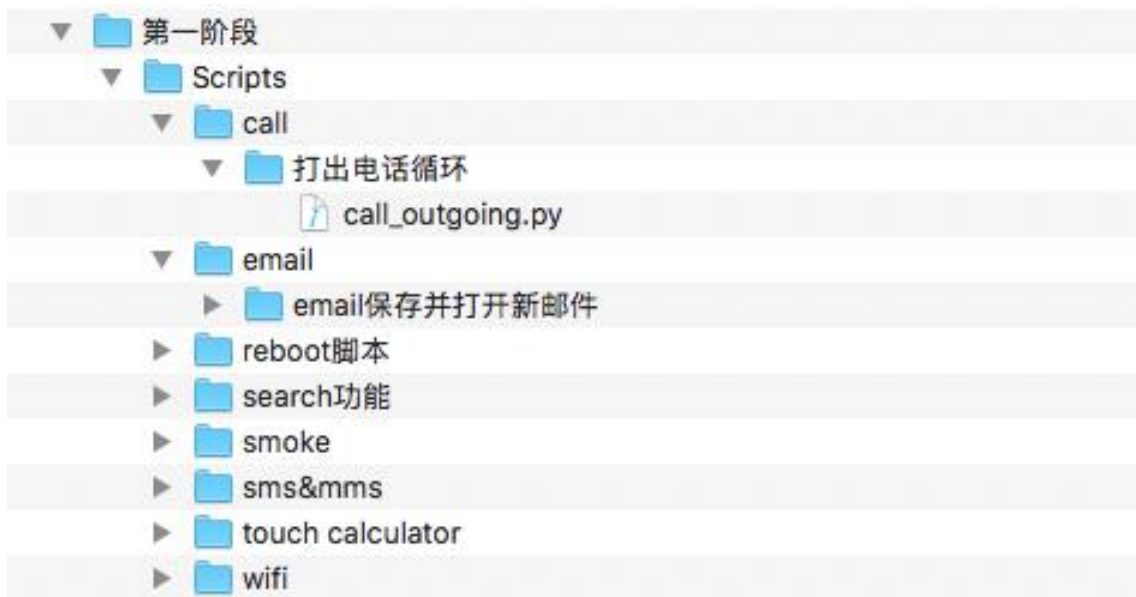 第一阶段
Scripts
call
打出电话循环
call_outgoing.py
email
email保存并打开新邮件
reboot脚本
search功能
smoke
sms&mms
touch calculator
wifi